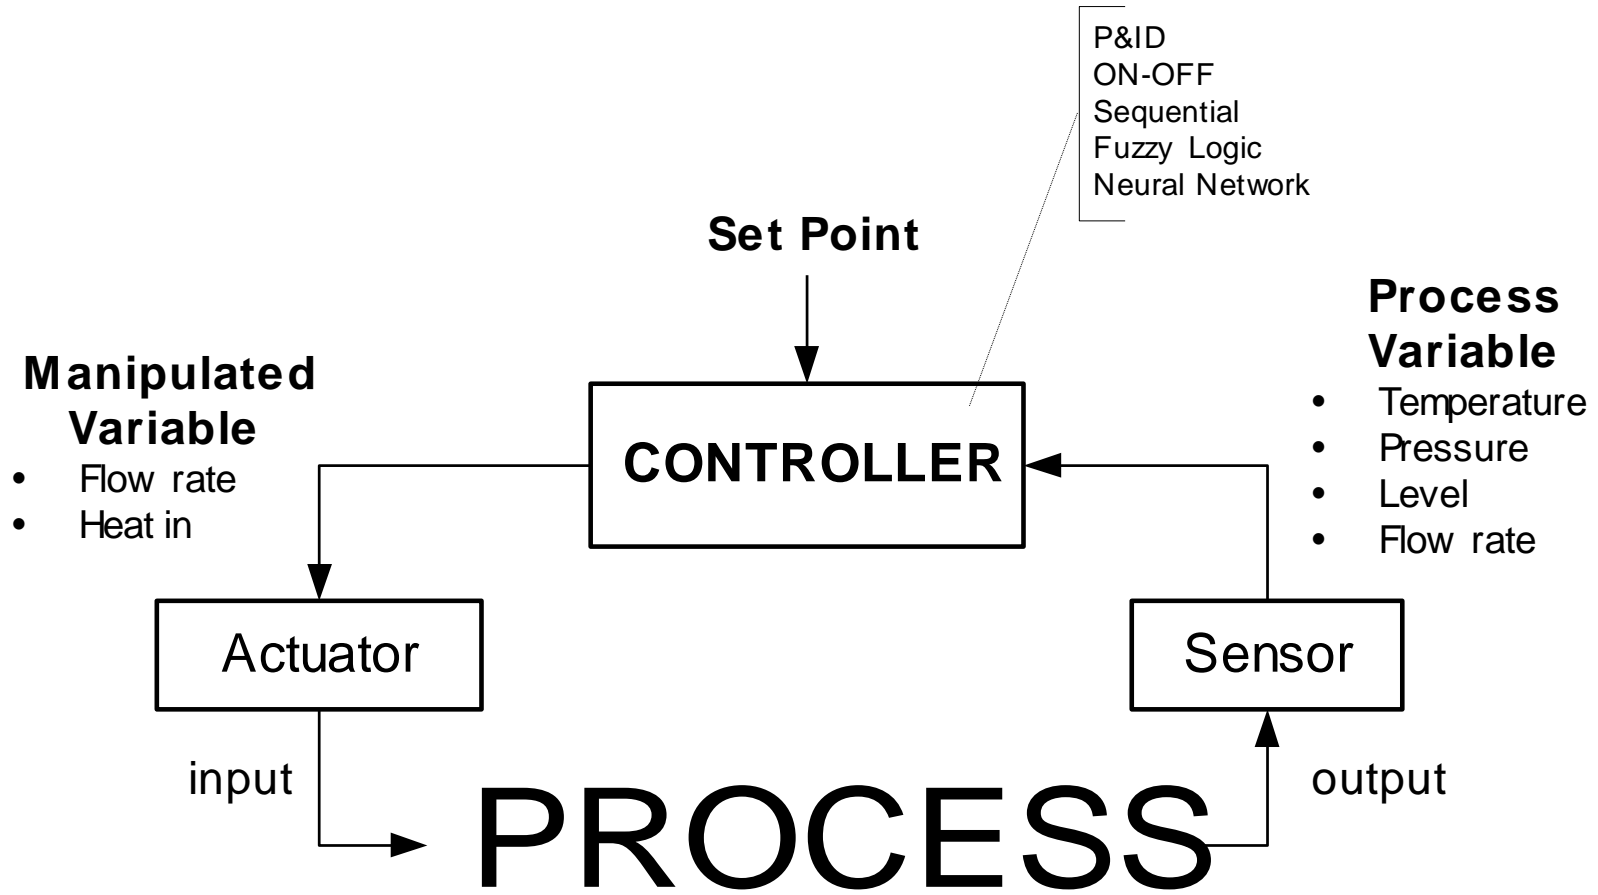 P&ID
ON-OFF
Sequential
Fuzzy Logic
Neural Network
Set Point
Process
Variable
• Temperature
• Pressure
• Level
• Flow rate
Manipulated
Variable
• Flow rate
• Heat in
CONTROLLER
Actuator
Sensor
input
output
PROCESS